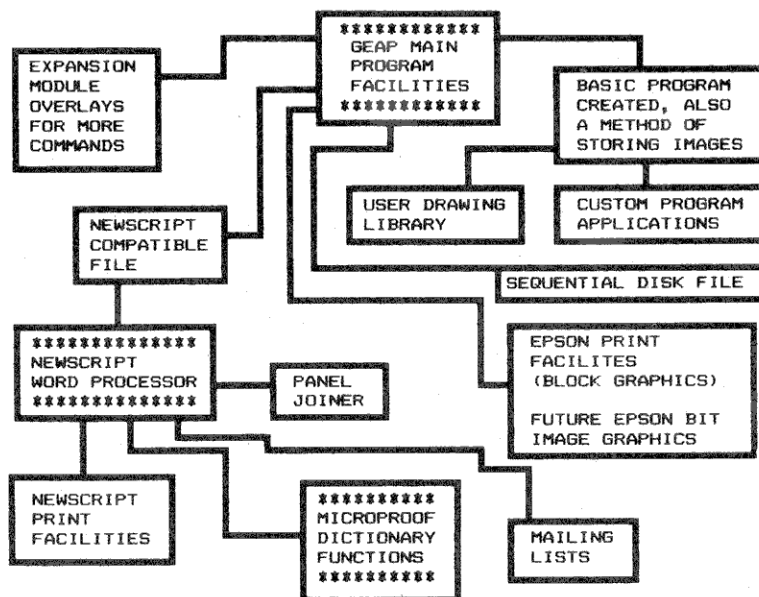 ************
GEAP MAIN
PROGRAM
FACILITIES
************
EXPANSION
MODULE
OVERLAYS
FOR MORE
COMMANDS
BASIC PROGRAM
CREATED, ALSO
A METHOD OF
STORING IMAGES
USER DRAWING
LIBRARY
CUSTOM PROGRAM
APPLICATIONS
NEWSCRIPT
COMPATIBLE
FILE
SEQUENTIAL DISK FILE
**************
NEWSCRIPT
WORD PROCESSOR
**************
PANEL
JOINER
EPSON PRINT
FACILITES
(BLOCK GRAPHICS)
FUTURE EPSON BIT
IMAGE GRAPHICS
NEWSCRIPT
PRINT
FACILITIES
**********
MICROPROOF
DICTIONARY
FUNCTIONS
**********
MAILING
LISTS